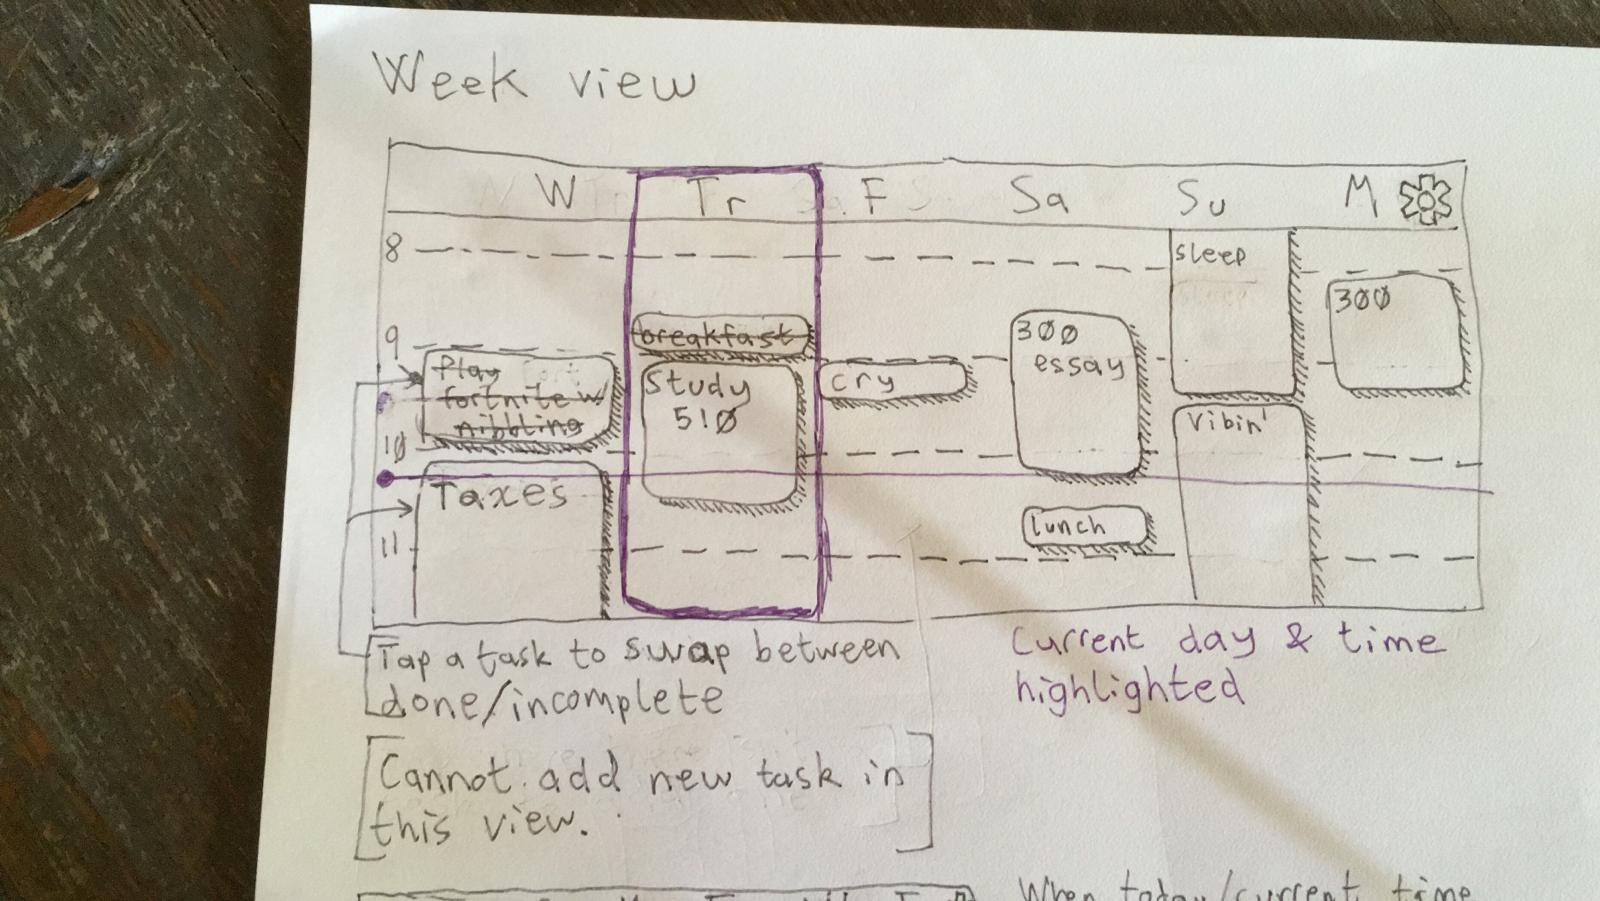 Week view
W Tr F Sa Su M
8
sleep
300
9
breakfast
300
essay
Play
fortnite w/
nibbling
Study
510
cry
Vibin'
10
Taxes
lunch
11
Tap a task to swap between
done/incomplete
Current day & time
highlighted
[Cannot add new task in
this view.]
When today/current time